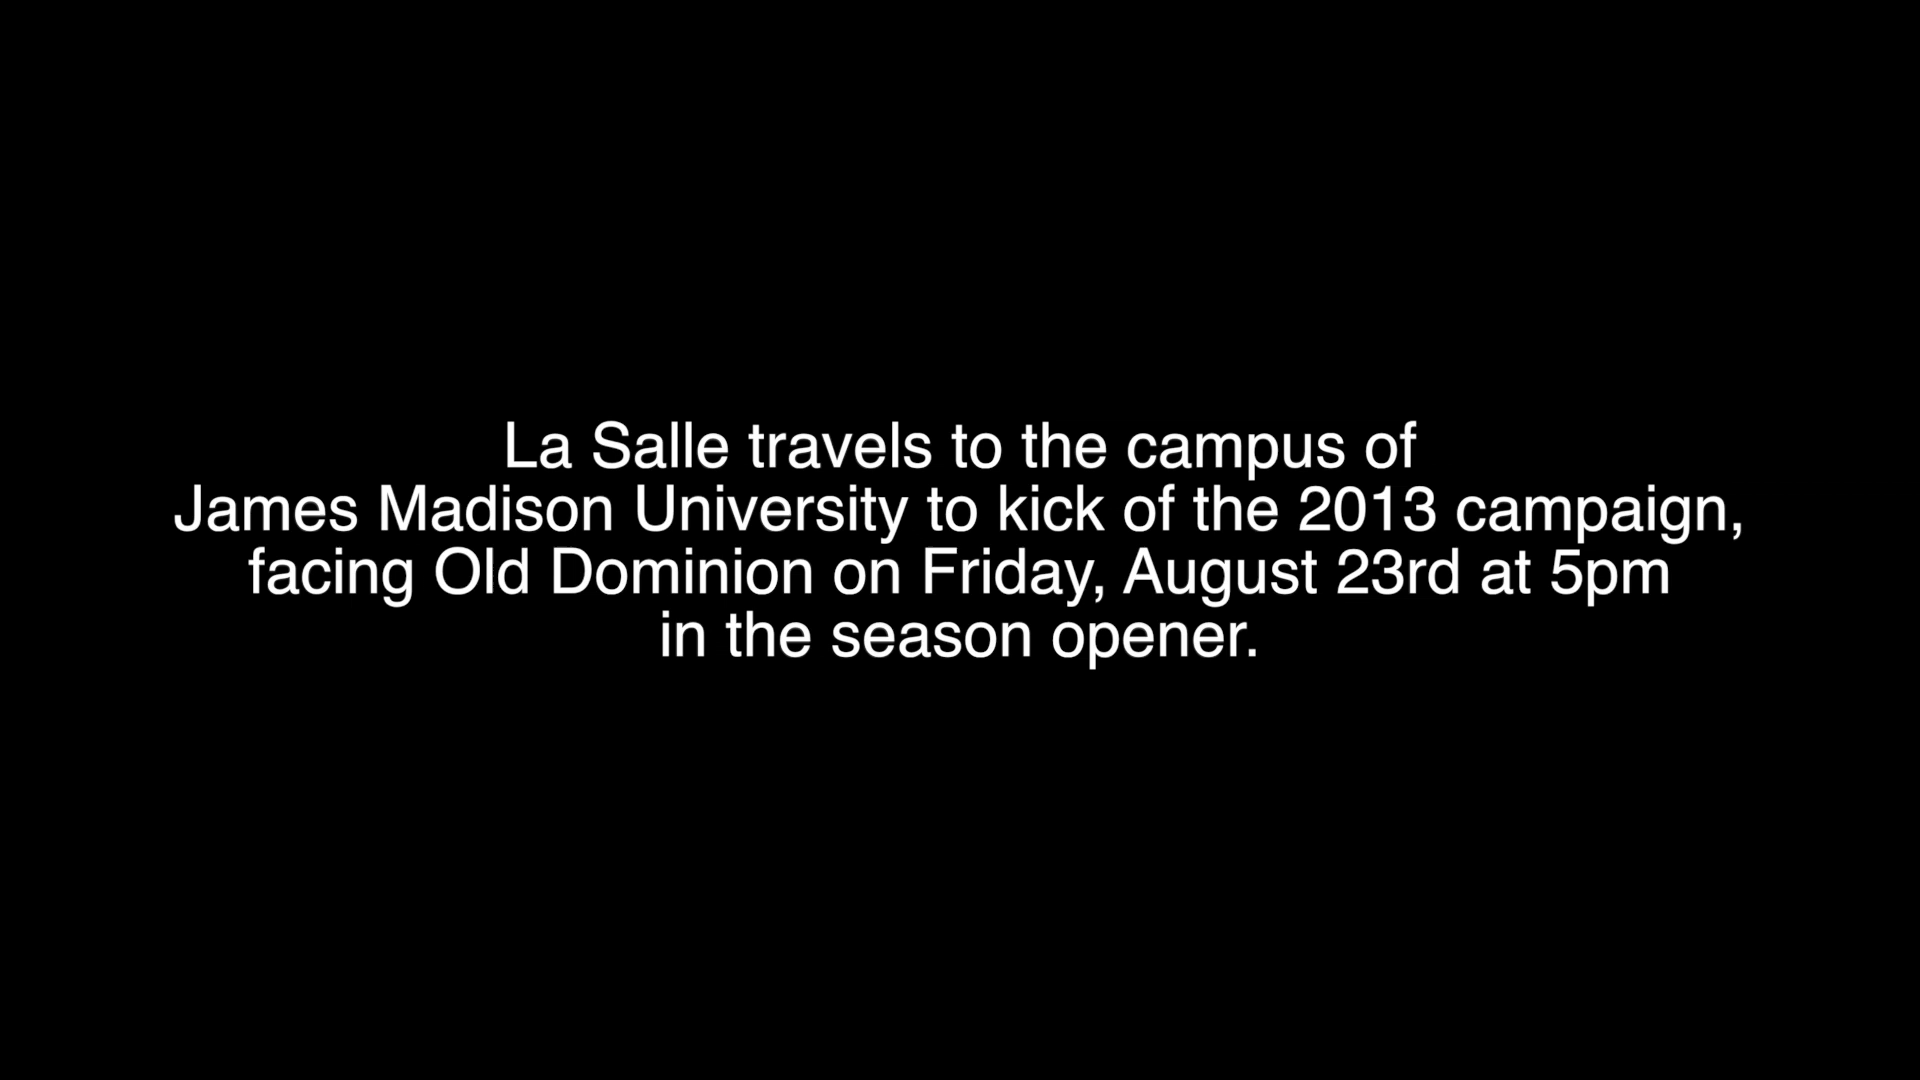 La Salle travels to the campus of
James Madison University to kick of the 2013 campaign,
facing Old Dominion on Friday, August 23rd at 5pm
in the season opener.